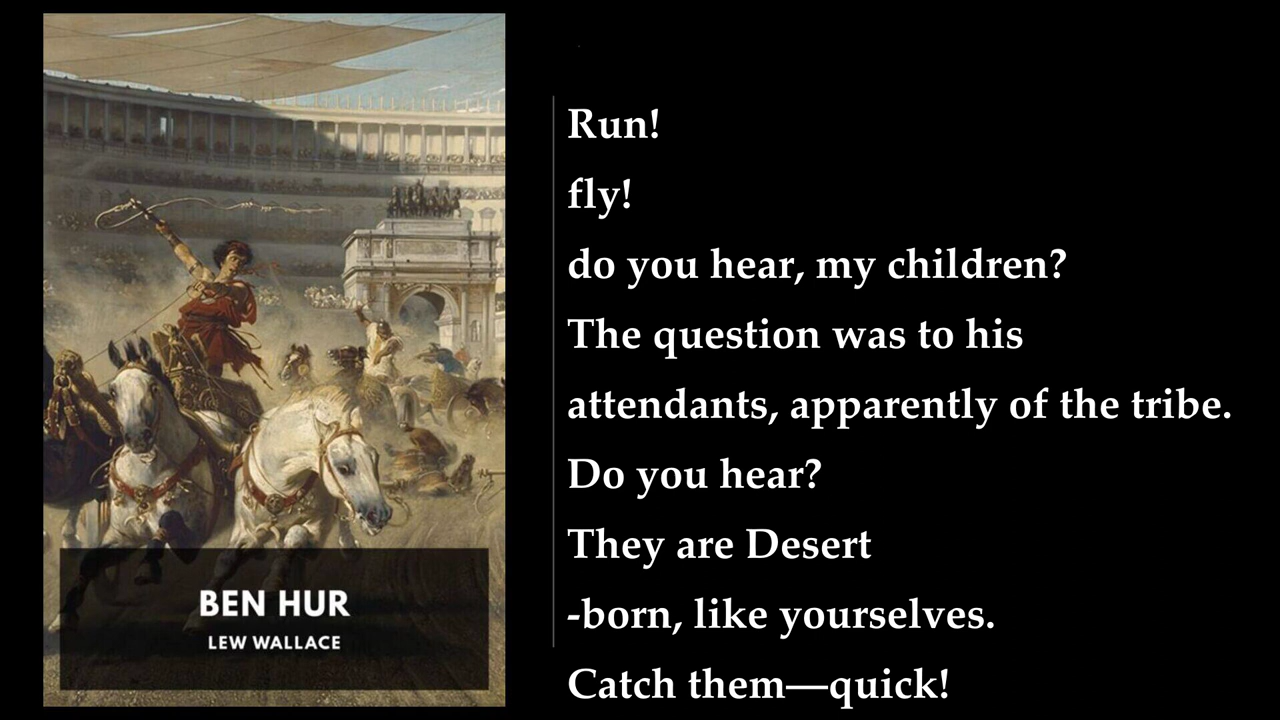 BEN HUR
LEW WALLACE
Run!
fly!
do you hear, my children?
The question was to his
attendants, apparently of the tribe.
Do you hear?
They are Desert
-born, like yourselves.
Catch them—quick!